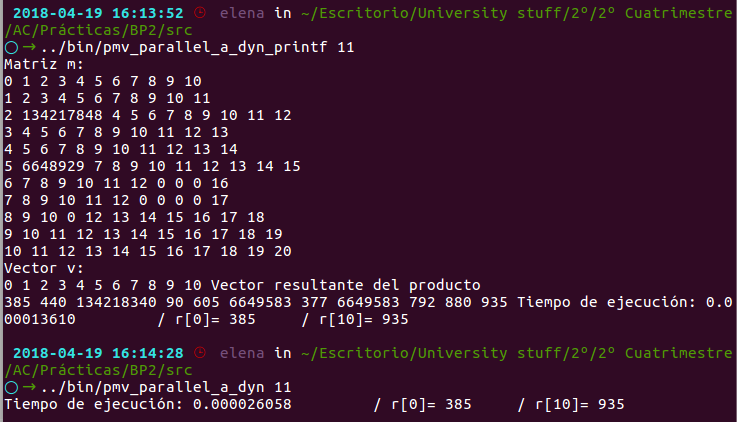 2018-04-19 16:13:52 elena in ~/Escritorio/University stuff/2º/2º Cuatrimestre
/AC/Prácticas/BP2/src
○→../bin/pmv_parallel_a_dyn_printf 11
Matriz m:
0 1 2 3 4 5 6 7 8 9 10
1 2 3 4 5 6 7 8 9 10 11
2 134217848 4 5 6 7 8 9 10 11 12
3 4 5 6 7 8 9 10 11 12 13
4 5 6 7 8 9 10 11 12 13 14
5 6648929 7 8 9 10 11 12 13 14 15
6 7 8 9 10 11 12 0 0 0 16
7 8 9 10 11 12 0 0 0 0 17
8 9 10 0 12 13 14 15 16 17 18
9 10 11 12 13 14 15 16 17 18 19
10 11 12 13 14 15 16 17 18 19 20
Vector v:
0 1 2 3 4 5 6 7 8 9 10 Vector resultante del producto
385 440 134218340 90 605 6649583 377 6649583 792 880 935 Tiempo de ejecución: 0.0
00013610 / r[0]= 385 / r[10]= 935
2018-04-19 16:14:28 elena in ~/Escritorio/University stuff/2º/2º Cuatrimestre
/AC/Prácticas/BP2/src
○→../bin/pmv_parallel_a_dyn 11
Tiempo de ejecución: 0.000026058 / r[0]= 385 / r[10]= 935